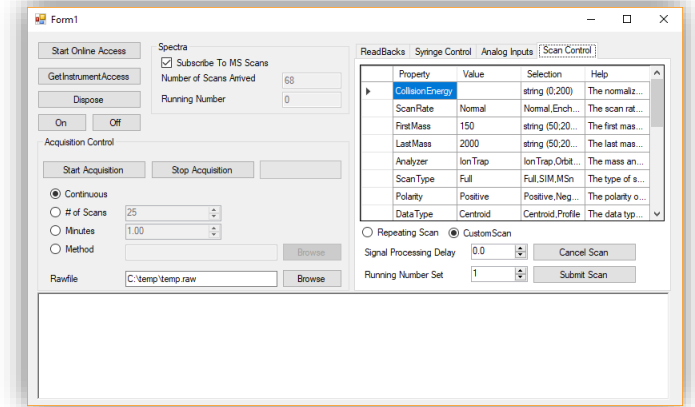 Form1
Start Online Access
GetInstrumentAccess
Dispose
On Off
Spectra
Subscribe To MS Scans
Number of Scans Arrived 68
Running Number 0
Acquisition Control
Start Acquisition Stop Acquisition
Continuous
# of Scans 25
Minutes 1.00
Method Browse
Rawfile C:\temp\temp.raw Browse
ReadBacks Syringe Control Analog Inputs Scan Control
Property Value Selection Help
CollisionEnergy string (0;200) The normaliz...
ScanRate Normal Normal,Ench... The scan rat...
FirstMass 150 string (50;20... The first mas...
LastMass 2000 string (50;20... The last mas...
Analyzer IonTrap IonTrap,Orbit... The mass an...
ScanType Full Full,SIM,MSn The type of s...
Polarity Positive Positive,Neg... The polarity o...
DataType Centroid Centroid,Profile The data typ...
Repeating Scan CustomScan
Signal Processing Delay 0.0 Cancel Scan
Running Number Set 1 Submit Scan